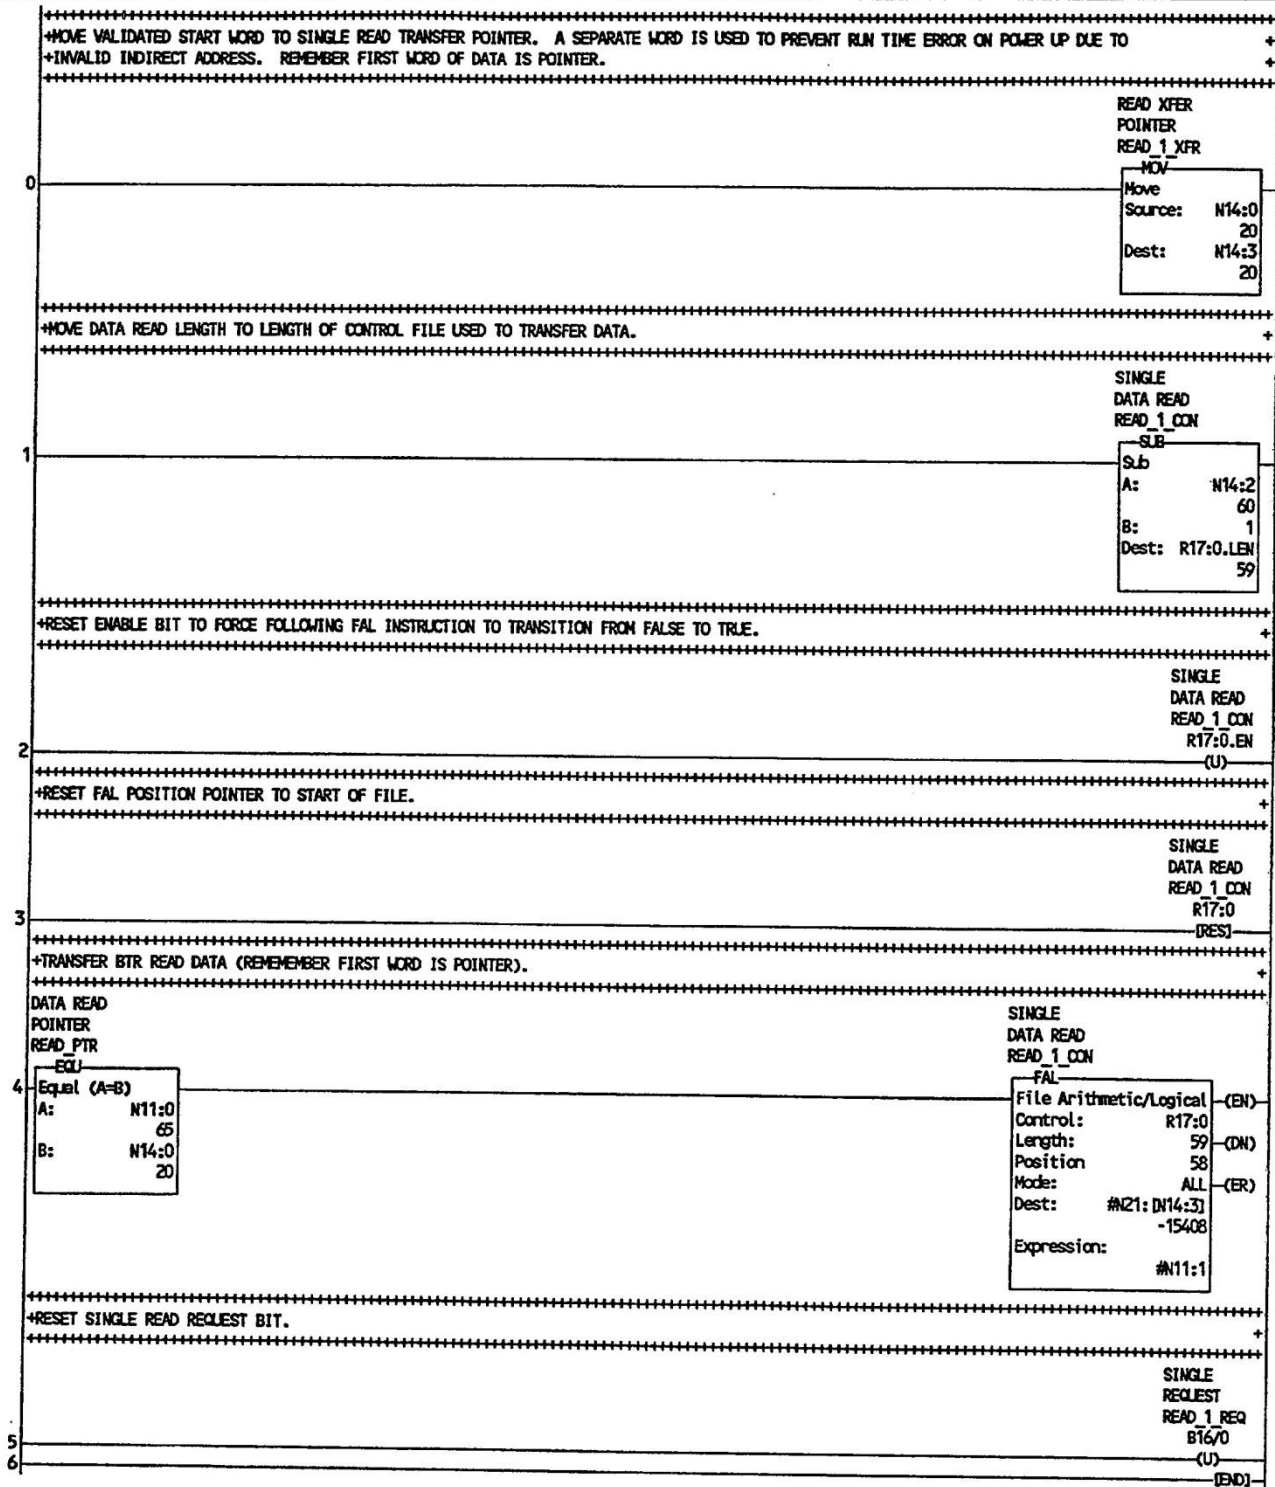 +MOVE VALIDATED START WORD TO SINGLE READ TRANSFER POINTER.  A SEPARATE WORD IS USED TO PREVENT RUN TIME ERROR ON POWER UP DUE TO +
+INVALID INDIRECT ADDRESS.  REMEMBER FIRST WORD OF DATA IS POINTER. +
READ XFER
POINTER
READ_1_XFR
MOV
0
Move
Source: N14:0
20
Dest: N14:3
20
+MOVE DATA READ LENGTH TO LENGTH OF CONTROL FILE USED TO TRANSFER DATA. +
SINGLE
DATA READ
READ_1_CON
SUB
1
Sub
A: N14:2
60
B: 1
Dest: R17:0.LEN
59
+RESET ENABLE BIT TO FORCE FOLLOWING FAL INSTRUCTION TO TRANSITION FROM FALSE TO TRUE. +
SINGLE
DATA READ
READ_1_CON
R17:0.EN
2 (U)
+RESET FAL POSITION POINTER TO START OF FILE. +
SINGLE
DATA READ
READ_1_CON
R17:0
3 [RES]
+TRANSFER BTR READ DATA (REMEMEMBER FIRST WORD IS POINTER). +
DATA READ
POINTER
READ_PTR
EQU
4 Equal (A=B)
A: N11:0
65
B: N14:0
20
SINGLE
DATA READ
READ_1_CON
FAL
File Arithmetic/Logical (EN)
Control: R17:0
Length: 59 (DN)
Position 58
Mode: ALL (ER)
Dest: #N21:[N14:3]
-15408
Expression:
#N11:1
+RESET SINGLE READ REQUEST BIT. +
SINGLE
REQUEST
READ_1_REQ
B16/0
5 (U)
6 [END]